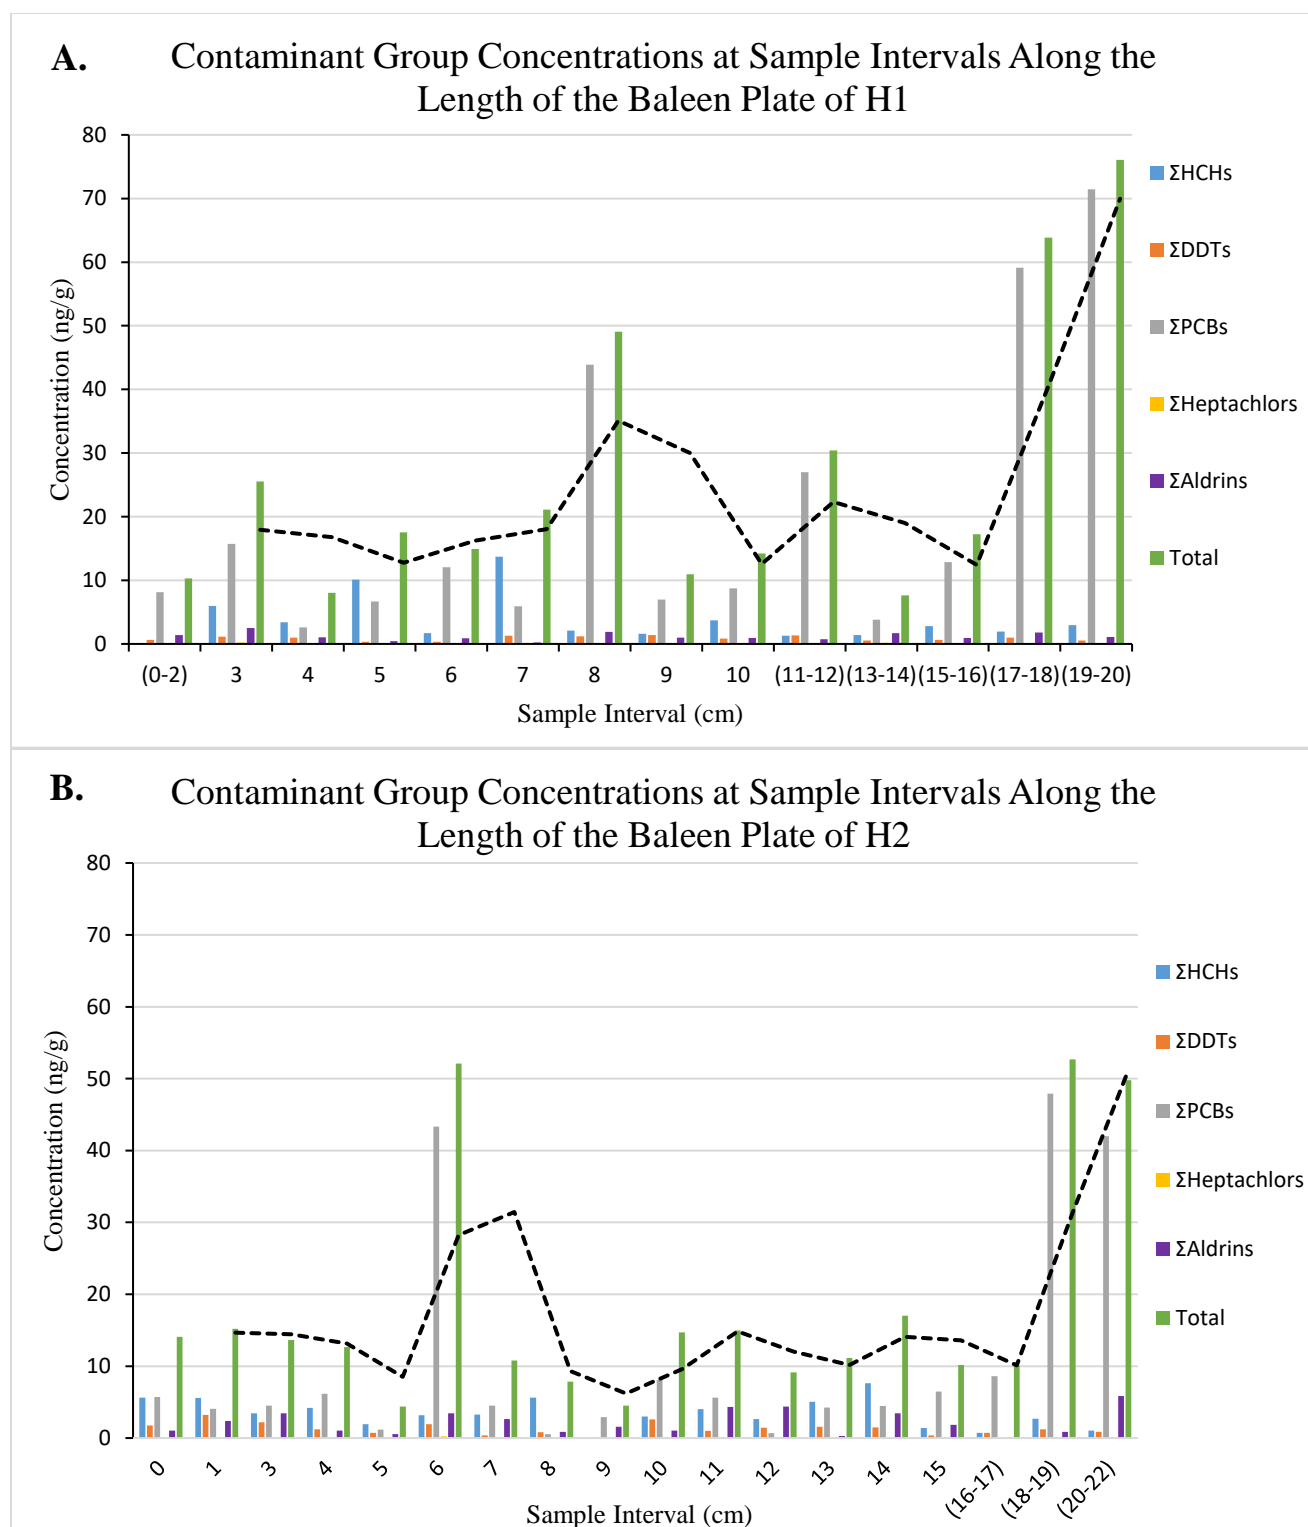 A.
Contaminant Group Concentrations at Sample Intervals Along the
Length of the Baleen Plate of H1
80
70
60
50
40
30
20
10
0
Concentration (ng/g)
(0-2) 3 4 5 6 7 8 9 10 (11-12) (13-14) (15-16) (17-18) (19-20)
Sample Interval (cm)
ΣHCHs
ΣDDTs
ΣPCBs
ΣHeptachlors
ΣAldrins
Total
B.
Contaminant Group Concentrations at Sample Intervals Along the
Length of the Baleen Plate of H2
80
70
60
50
40
30
20
10
0
Concentration (ng/g)
0 1 3 4 5 6 7 8 9 10 11 12 13 14 15 (16-17) (18-19) (20-22)
Sample Interval (cm)
ΣHCHs
ΣDDTs
ΣPCBs
ΣHeptachlors
ΣAldrins
Total